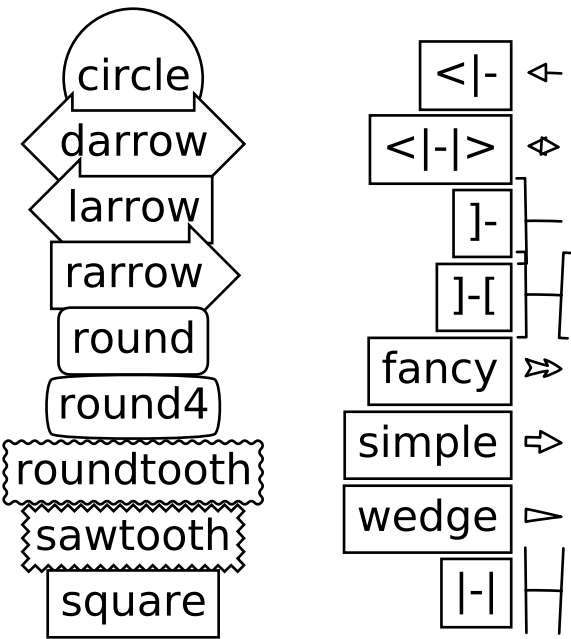 circle
darrow
larrow
rarrow
round
round4
roundtooth
sawtooth
square
<|-
<|-|>
]-
]-[
fancy
simple
wedge
|-|